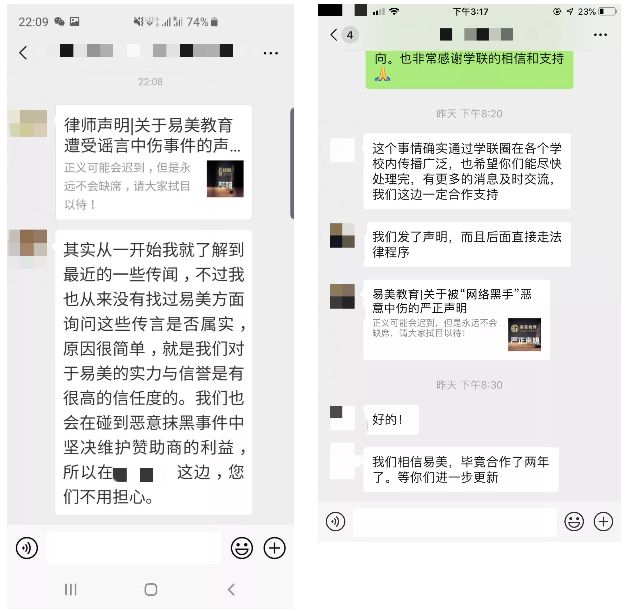 22:09
74%
22:08
律师声明|关于易美教育
遭受谣言中伤事件的声...
正义可能会迟到，但是永
远不会缺席，请大家拭目
以待！
其实从一开始我就了解到
最近的一些传闻，不过我
也从来没有找过易美方面
询问这些传言是否属实，
原因很简单，就是我们对
于易美的实力与信誉是有
很高的信任度的。我们也
会在碰到恶意抹黑事件中
坚决维护赞助商的利益，
所以在 这边，您
们不用担心。
下午3:17
23%
4
向。也非常感谢学联的相信和支持
🙏
昨天 下午8:20
这个事情确实通过学联圈在各个学
校内传播广泛，也希望你们能尽快
处理完，有更多的消息及时交流，
我们这边一定合作支持
我们发了声明，而且后面直接走法
律程序
易美教育|关于被“网络黑手”恶
意中伤的严正声明
正义可能会迟到，但是永远不会
缺席，请大家拭目以待！
严正声明
昨天 下午8:30
好的！
我们相信易美，毕竟合作了两年
了。等你们进一步更新